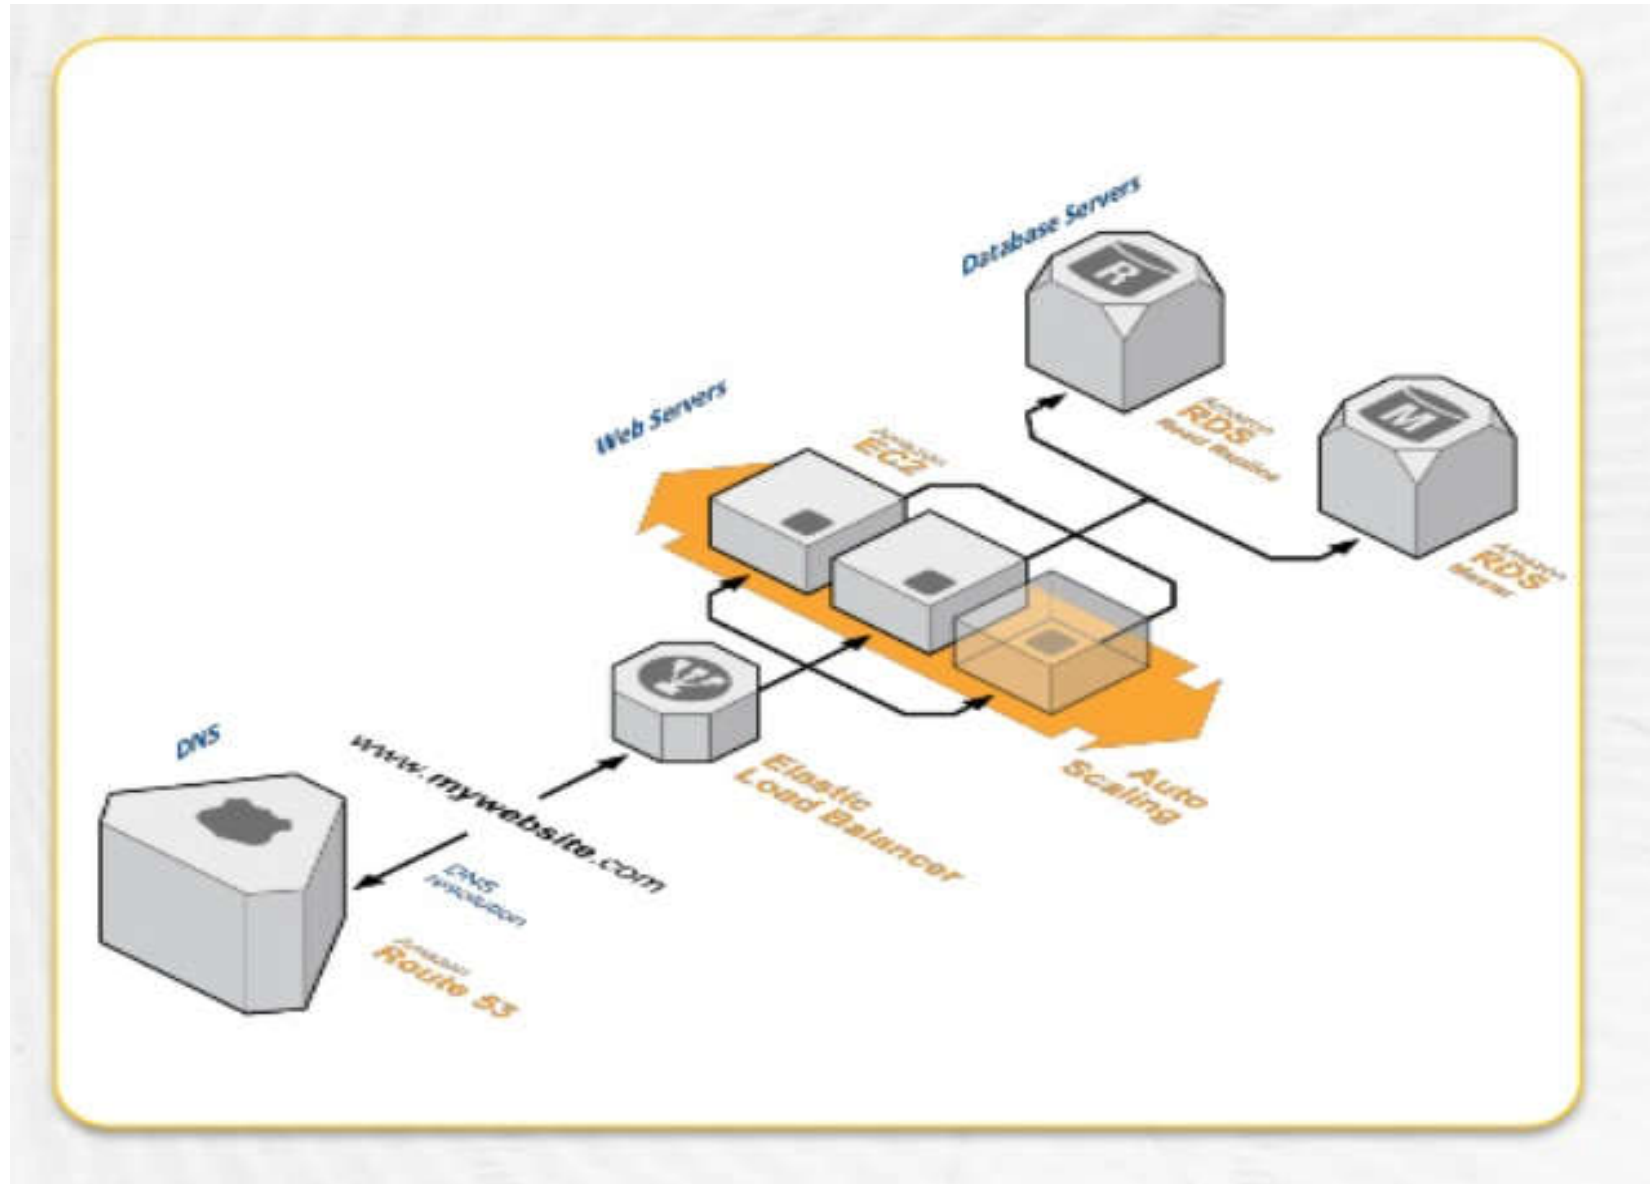 Database Servers
Web Servers
Amazon
EC2
Amazon
RDS
Read Replica
Amazon
RDS
Master
DNS
www.mywebsite.com
DNS
resolution
Amazon
Route 53
Elastic
Load Balancer
Auto
Scaling
R
M